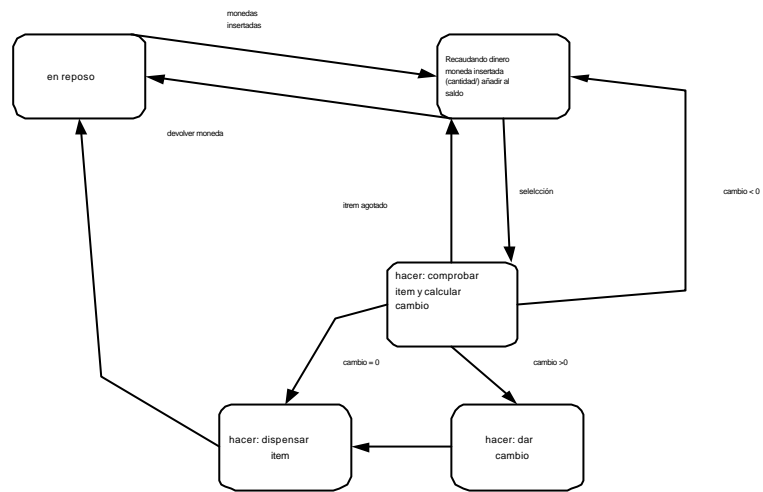 monedas
insertadas
en reposo
Recaudando dinero
moneda insertada
(cantidad/) añadir al
saldo
devolver moneda
selelcción
cambio < 0
itrem agotado
hacer: comprobar
item y calcular
cambio
cambio = 0
cambio >0
hacer: dispensar
item
hacer: dar
cambio